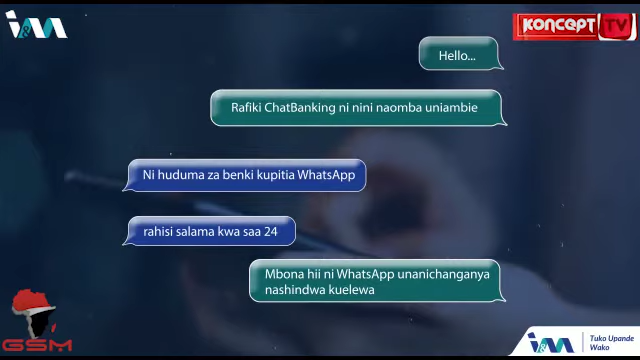 I&M
KONCEPT TV
Hello...
Rafiki ChatBanking ni nini naomba uniambie
Ni huduma za benki kupitia WhatsApp
rahisi salama kwa saa 24
Mbona hii ni WhatsApp unanichanganya
nashindwa kuelewa
GSM
I&M
Tuko Upande
Wako